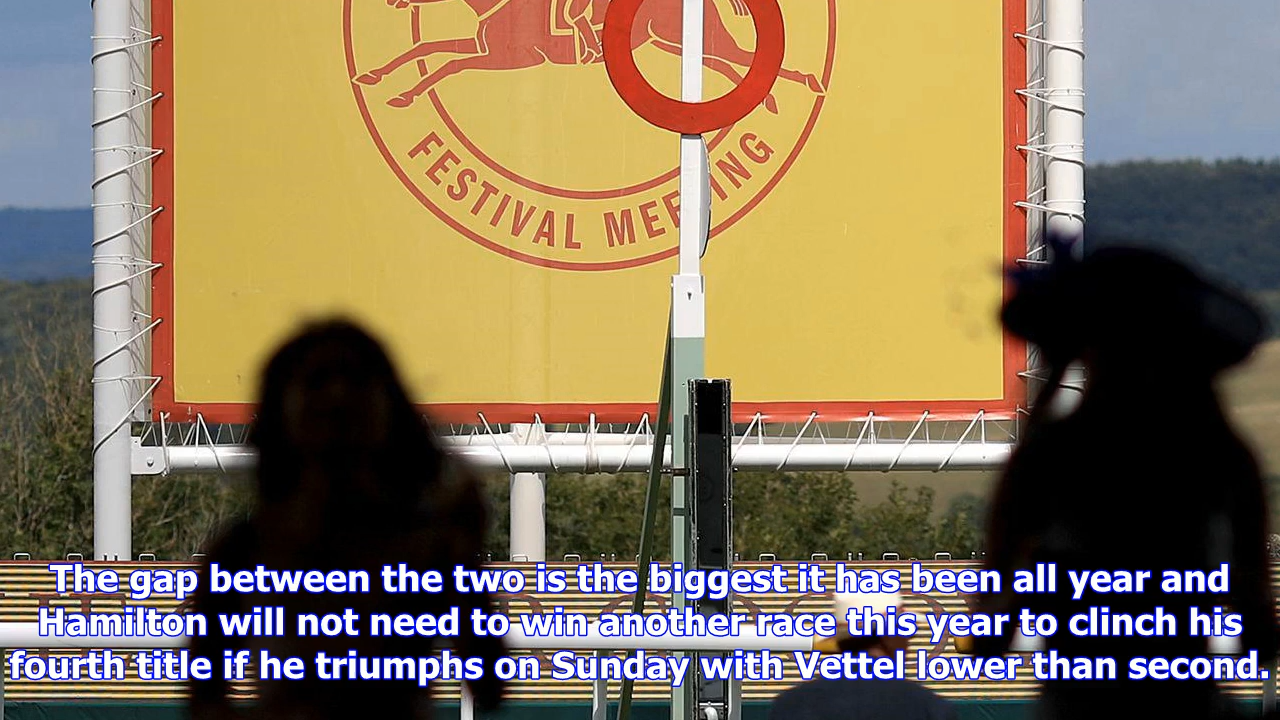 FESTIVAL MEETING
The gap between the two is the biggest it has been all year and
Hamilton will not need to win another race this year to clinch his
fourth title if he triumphs on Sunday with Vettel lower than second.